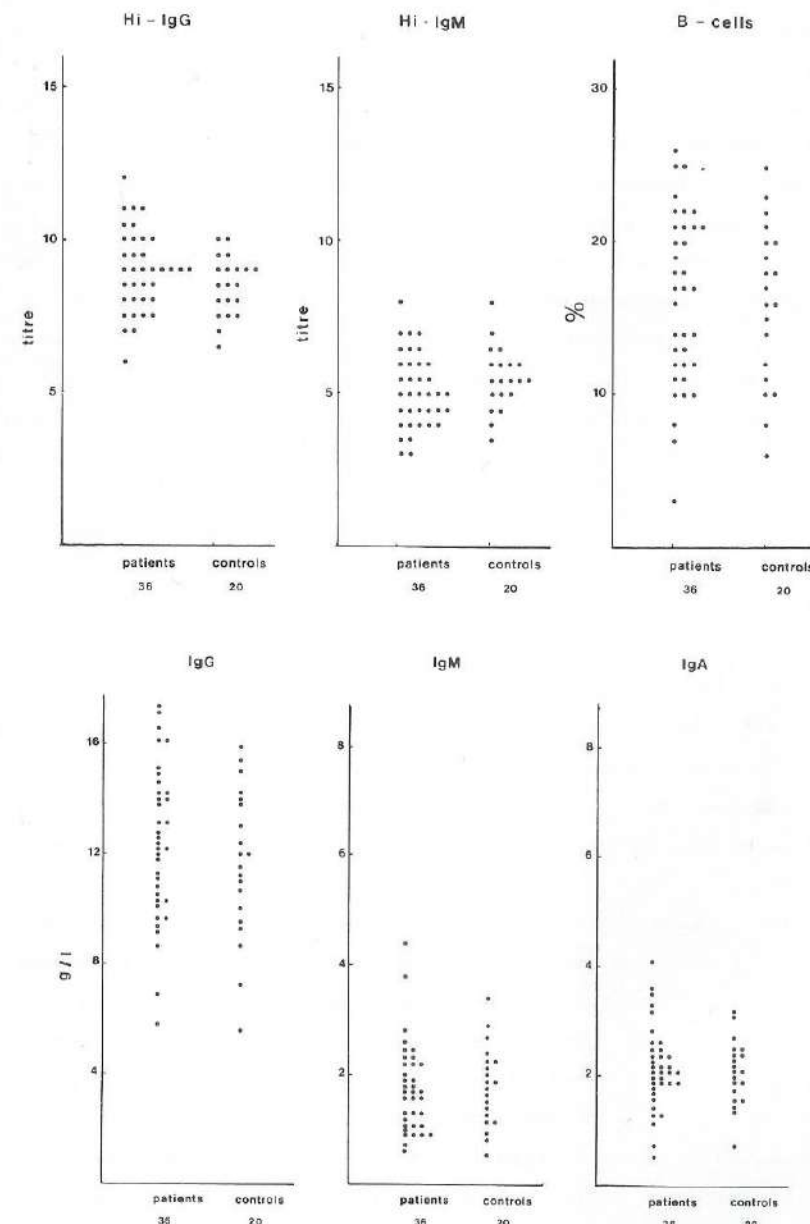 Hi - IgG
15
10
5
titre
patients
controls
36
20
Hi - IgM
15
10
5
titre
patients
controls
36
20
B - cells
30
20
10
%
patients
controls
36
20
IgG
16
12
8
4
g/l
patients
controls
36
20
IgM
8
6
4
2
patients
controls
36
20
IgA
8
6
4
2
patients
controls